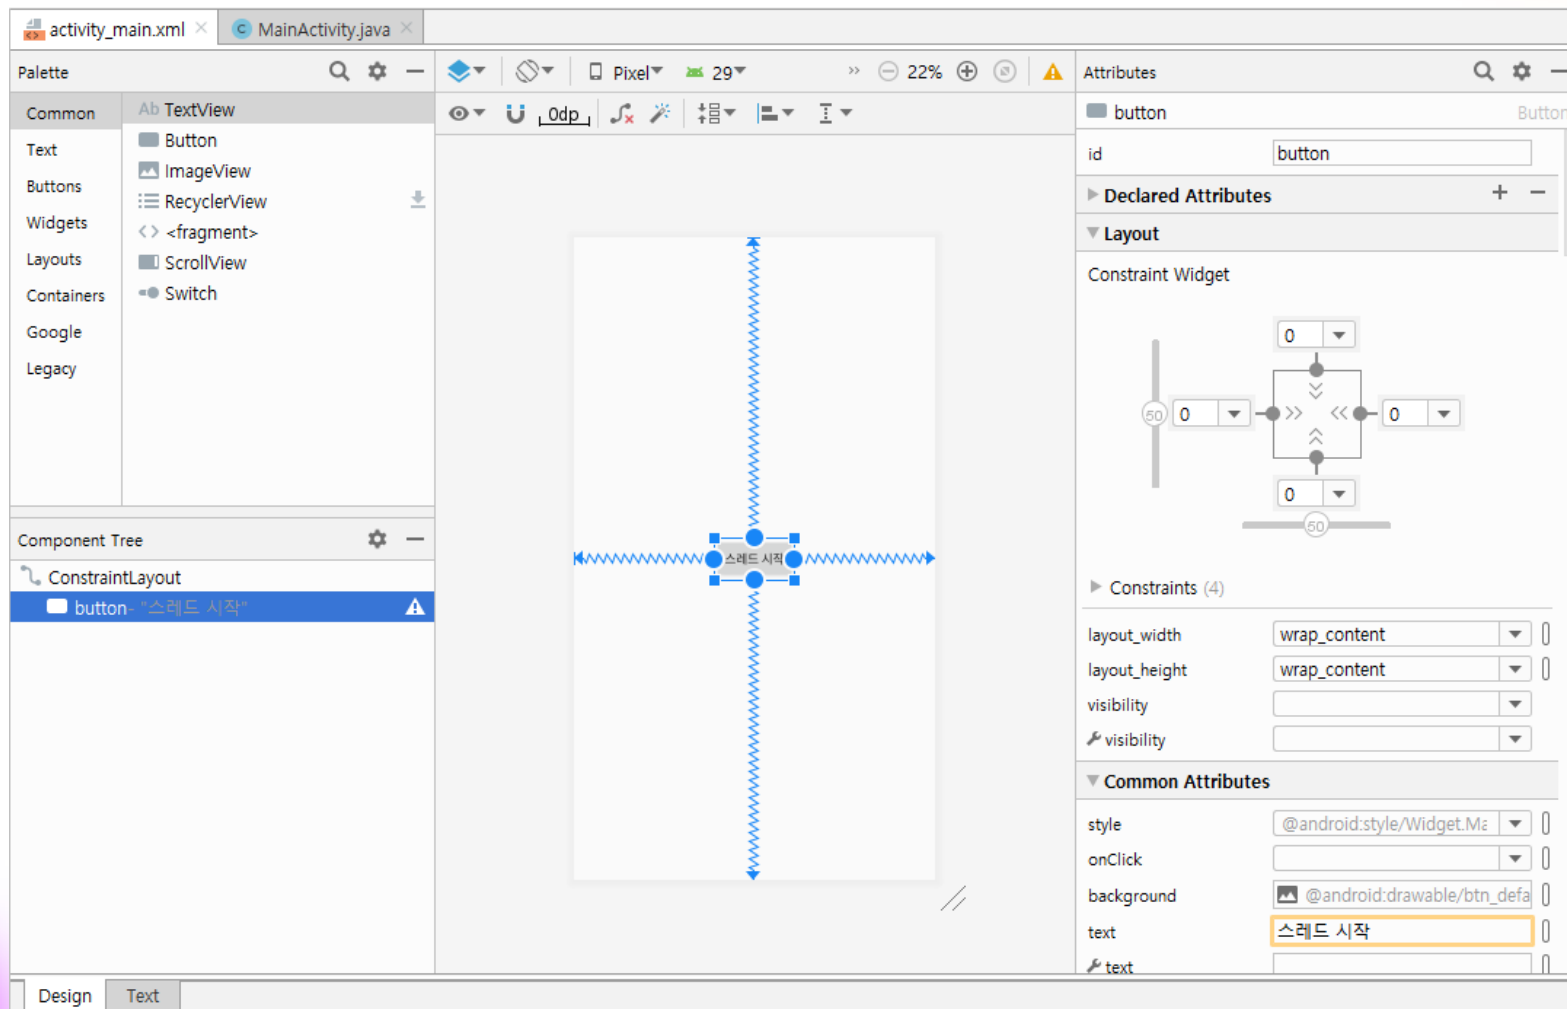 activity_main.xml
MainActivity.java
Palette
Common
Text
Buttons
Widgets
Layouts
Containers
Google
Legacy
Ab TextView
Button
ImageView
RecyclerView
<fragment>
ScrollView
Switch
Component Tree
ConstraintLayout
button- "스레드 시작"
Pixel
29
22%
0dp
스레드 시작
Attributes
button
Button
id
button
Declared Attributes
Layout
Constraint Widget
0
50
0
0
0
50
Constraints (4)
layout_width wrap_content
layout_height wrap_content
visibility
visibility
Common Attributes
style @android:style/Widget.Ma
onClick
background @android:drawable/btn_defa
text 스레드 시작
text
Design Text